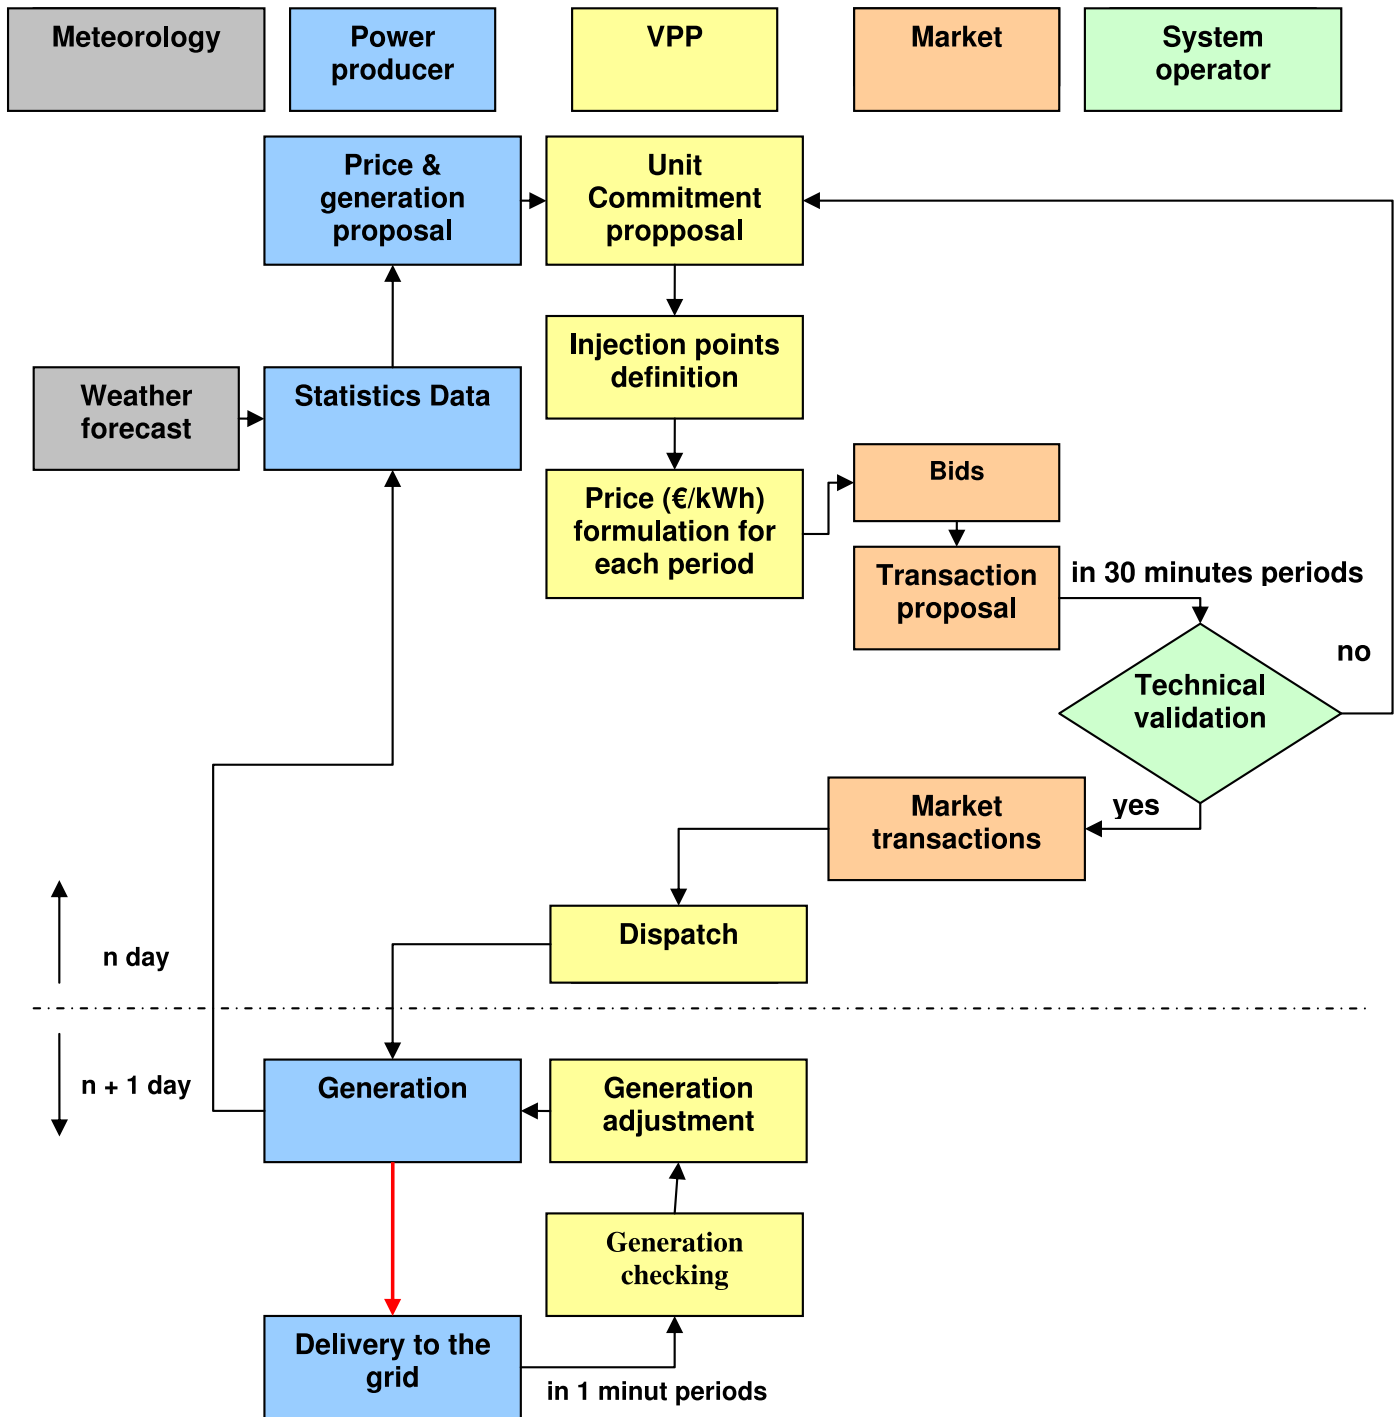 Meteorology
Power
producer
VPP
Market
System
operator
Price &
generation
proposal
Unit
Commitment
propposal
Injection points
definition
Weather
forecast
Statistics Data
Price (€/kWh)
formulation for
each period
Bids
Transaction
proposal
in 30 minutes periods
no
Technical
validation
Market
transactions
yes
Dispatch
n day
n + 1 day
Generation
Generation
adjustment
Generation
checking
Delivery to the
grid
in 1 minut periods